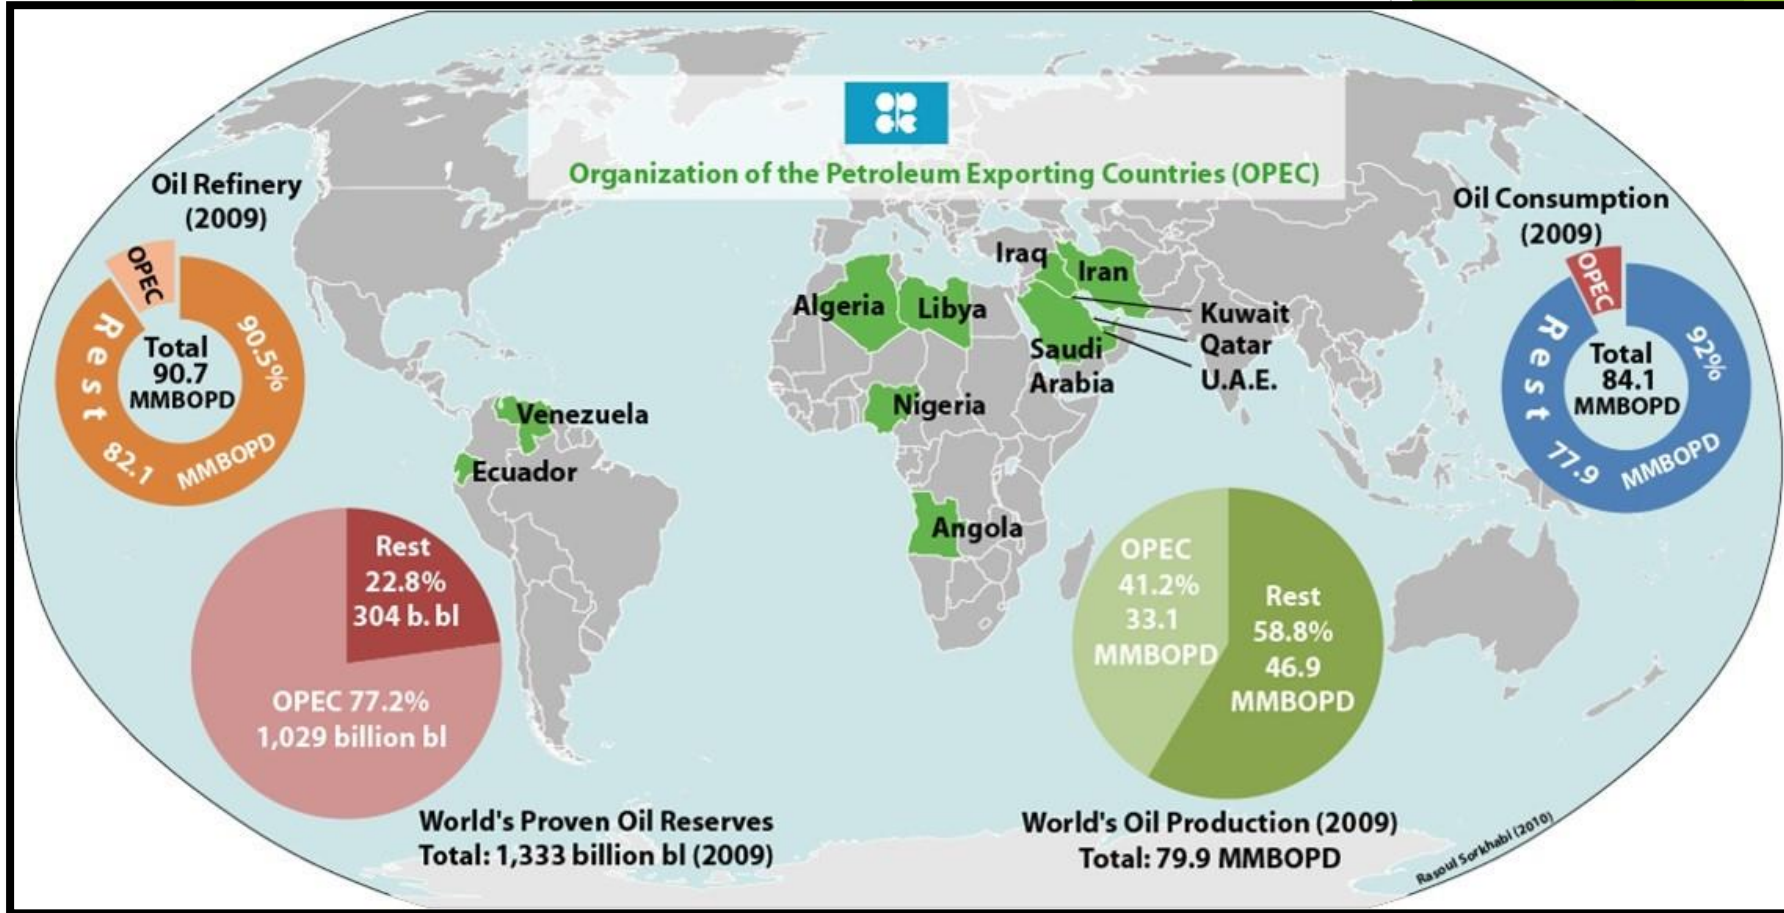 Organization of the Petroleum Exporting Countries (OPEC)
Oil Refinery
(2009)
OPEC
90.5%
Rest
82.1 MMBOPD
Total
90.7
MMBOPD
Oil Consumption
(2009)
OPEC
92%
Rest
77.9 MMBOPD
Total
84.1
MMBOPD
Iraq
Iran
Algeria
Libya
Kuwait
Qatar
U.A.E.
Saudi
Arabia
Nigeria
Venezuela
Ecuador
Angola
Rest
22.8%
304 b. bl
OPEC 77.2%
1,029 billion bl
World's Proven Oil Reserves
Total: 1,333 billion bl (2009)
OPEC
41.2%
33.1
MMBOPD
Rest
58.8%
46.9
MMBOPD
World's Oil Production (2009)
Total: 79.9 MMBOPD
Rasoul Sorkhabi (2010)